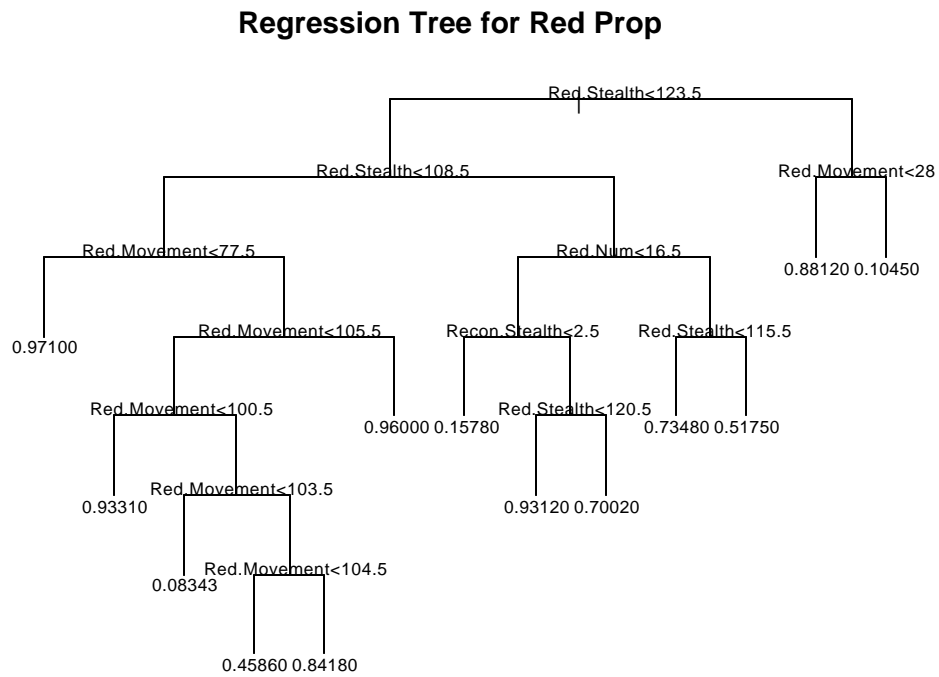 Regression Tree for Red Prop
Red.Stealth<123.5
Red.Stealth<108.5
Red.Movement<28
Red.Movement<77.5
Red.Num<16.5
0.88120 0.10450
Red.Movement<105.5
Recon.Stealth<2.5
Red.Stealth<115.5
0.97100
Red.Movement<100.5
0.96000 0.15780
Red.Stealth<120.5
0.73480 0.51750
Red.Movement<103.5
0.93310
0.93120 0.70020
Red.Movement<104.5
0.08343
0.45860 0.84180